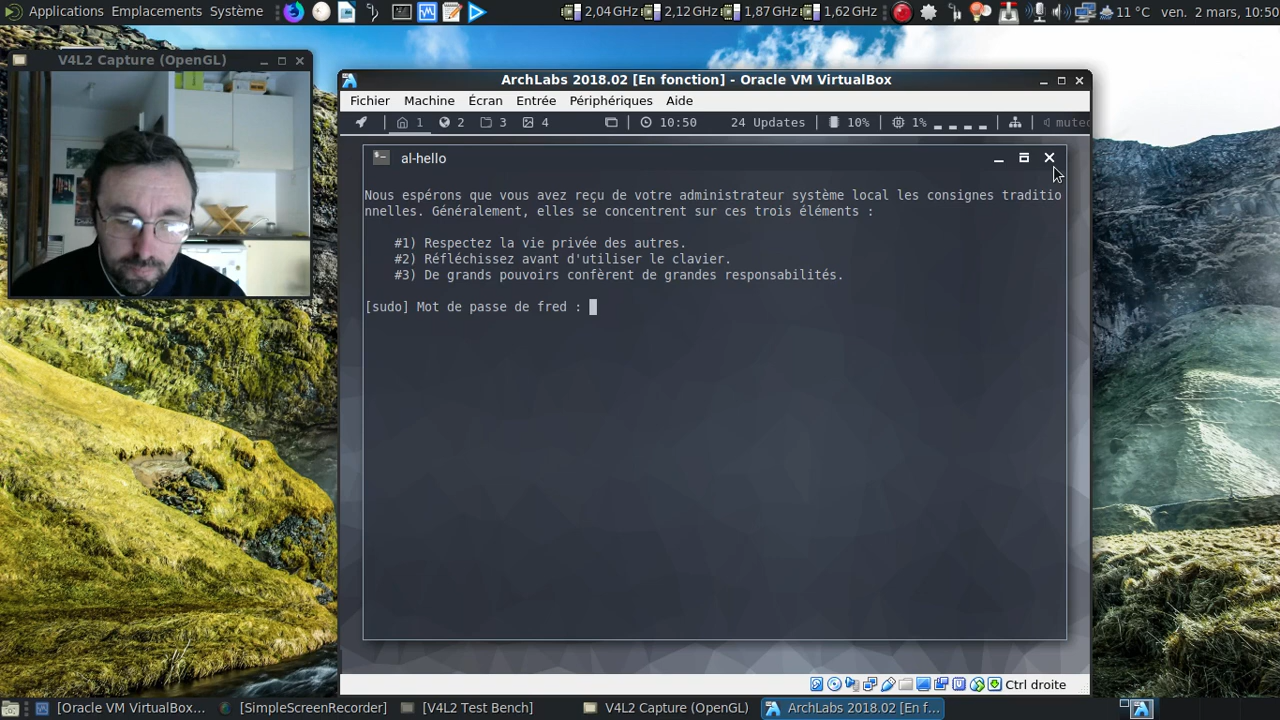 Applications Emplacements Système
2,04 GHz 2,12 GHz 1,87 GHz 1,62 GHz
11 °C ven. 2 mars, 10:50
V4L2 Capture (OpenGL)
ArchLabs 2018.02 [En fonction] - Oracle VM VirtualBox
Fichier Machine Écran Entrée Périphériques Aide
1 2 3 4 10:50 24 Updates 10% 1% muted
al-hello
Nous espérons que vous avez reçu de votre administrateur système local les consignes traditio
nnelles. Généralement, elles se concentrent sur ces trois éléments :
#1) Respectez la vie privée des autres.
#2) Réfléchissez avant d'utiliser le clavier.
#3) De grands pouvoirs confèrent de grandes responsabilités.
[sudo] Mot de passe de fred :
Ctrl droite
[Oracle VM VirtualBox... [SimpleScreenRecorder] [V4L2 Test Bench] V4L2 Capture (OpenGL) ArchLabs 2018.02 [En f...